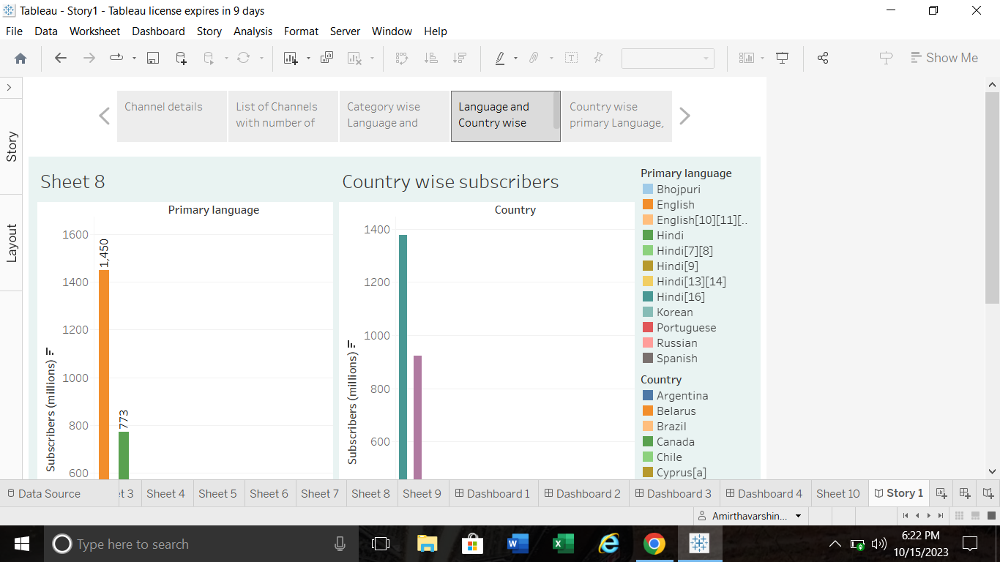 Tableau - Story1 - Tableau license expires in 9 days
File Data Worksheet Dashboard Story Analysis Format Server Window Help
Show Me
Story
Layout
Channel details
List of Channels
with number of
Category wise
Language and
Language and
Country wise
Country wise
primary Language,
Sheet 8
Primary language
Subscribers (millions)
1600
1400
1200
1000
800
600
1,450
773
Country wise subscribers
Country
Subscribers (millions)
1400
1200
1000
800
600
Primary language
Bhojpuri
English
English[10][11][..
Hindi
Hindi[7][8]
Hindi[9]
Hindi[13][14]
Hindi[16]
Korean
Portuguese
Russian
Spanish
Country
Argentina
Belarus
Brazil
Canada
Chile
Cyprus[a]
Data Source
et 3 Sheet 4 Sheet 5 Sheet 6 Sheet 7 Sheet 8 Sheet 9 Dashboard 1 Dashboard 2 Dashboard 3 Dashboard 4 Sheet 10 Story 1
Amirthavarshin...
Type here to search
6:22 PM
10/15/2023